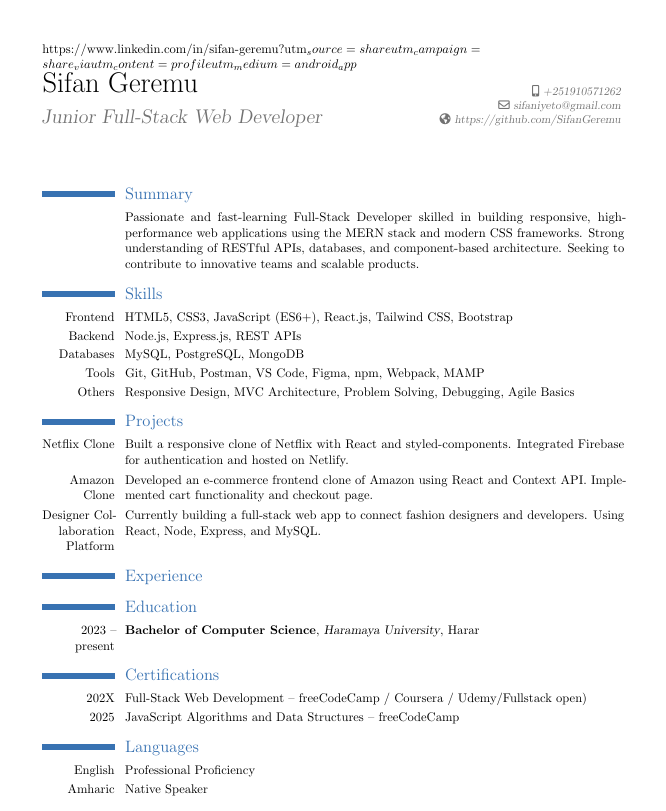 https://www.linkedin.com/in/sifan-geremu?utmsource = shareutmcampaign =
shareviautmcontent = profileutmmedium = androidapp
Sifan Geremu
Junior Full-Stack Web Developer
+251910571262
sifaniyeto@gmail.com
https://github.com/SifanGeremu
Summary
Passionate and fast-learning Full-Stack Developer skilled in building responsive, high-
performance web applications using the MERN stack and modern CSS frameworks. Strong
understanding of RESTful APIs, databases, and component-based architecture. Seeking to
contribute to innovative teams and scalable products.
Skills
Frontend HTML5, CSS3, JavaScript (ES6+), React.js, Tailwind CSS, Bootstrap
Backend Node.js, Express.js, REST APIs
Databases MySQL, PostgreSQL, MongoDB
Tools Git, GitHub, Postman, VS Code, Figma, npm, Webpack, MAMP
Others Responsive Design, MVC Architecture, Problem Solving, Debugging, Agile Basics
Projects
Netflix Clone Built a responsive clone of Netflix with React and styled-components. Integrated Firebase
for authentication and hosted on Netlify.
Amazon Developed an e-commerce frontend clone of Amazon using React and Context API. Imple-
Clone mented cart functionality and checkout page.
Designer Col- Currently building a full-stack web app to connect fashion designers and developers. Using
laboration React, Node, Express, and MySQL.
Platform
Experience
Education
2023 – Bachelor of Computer Science, Haramaya University, Harar
present
Certifications
202X Full-Stack Web Development – freeCodeCamp / Coursera / Udemy/Fullstack open)
2025 JavaScript Algorithms and Data Structures – freeCodeCamp
Languages
English Professional Proficiency
Amharic Native Speaker